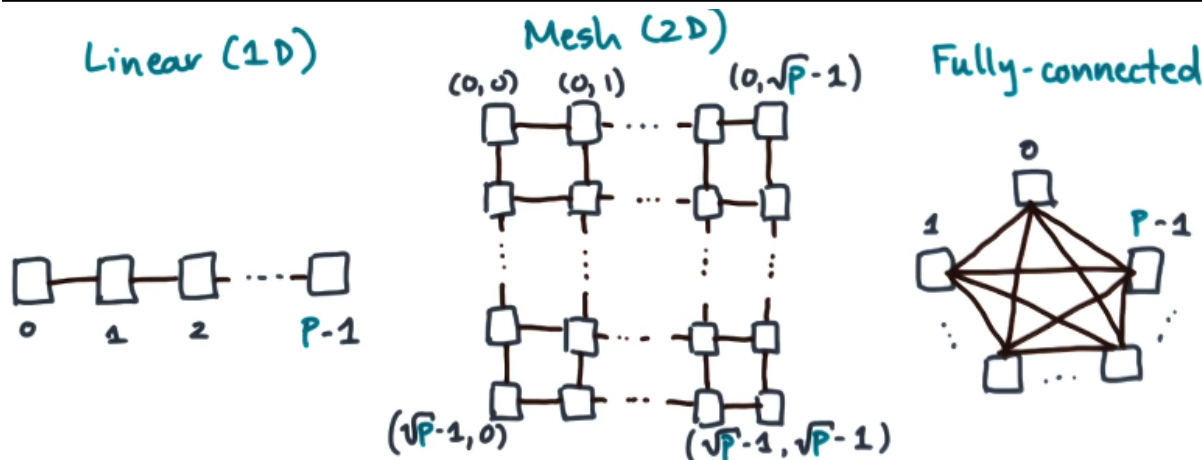 Linear (1D)
0
1
2
...
P-1
Mesh (2D)
(0,0)
(0,1)
(0,√P-1)
(√P-1,0)
(√P-1,√P-1)
Fully-connected
0
1
P-1